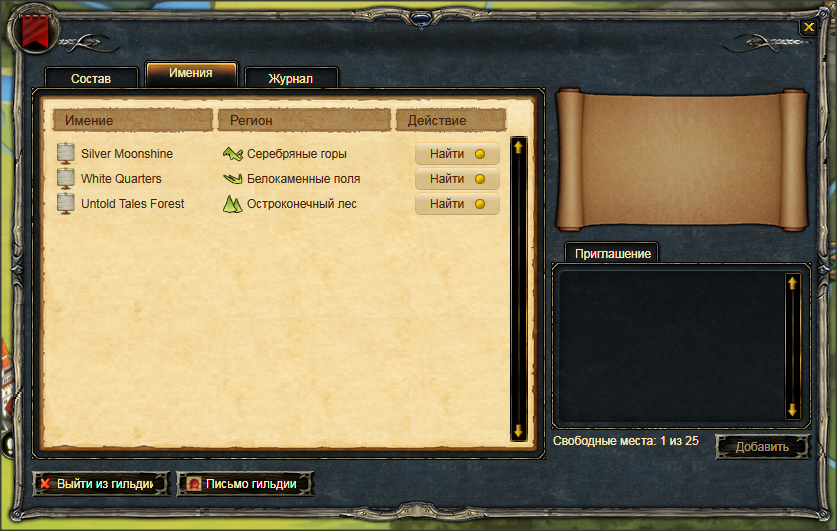 Состав Имения Журнал
Имение Регион Действие
Silver Moonshine Серебряные горы Найти
White Quarters Белокаменные поля Найти
Untold Tales Forest Остроконечный лес Найти
Приглашение
Свободные места: 1 из 25
Добавить
Выйти из гильдии Письмо гильдии